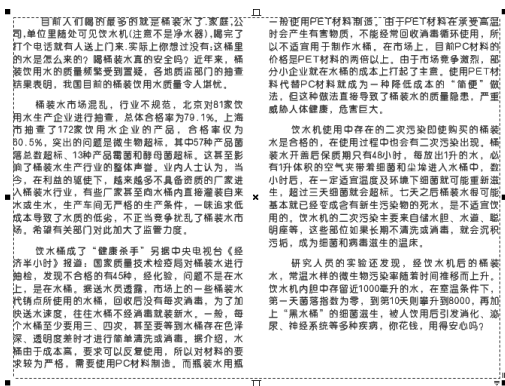 目前人们喝的最多的就是桶装水了.家庭,公
司,单位里随处可见饮水机(注意不是净水器),喝完了
打个电话就有人送上门来.实际上你想过没有:这桶里
的水是怎么来的?喝桶装水真的安全吗?近年来,桶
装饮用水的质量频繁受到置疑,各地质监部门的抽查
结果表明,我国目前的桶装饮用水质量令人堪忧。
桶装水市场混乱,行业不规范,北京对81家饮
用水生产企业进行抽查,总体合格率为79.1%。上海
市抽查了172家饮用水企业的产品,合格率仅为
60.5%,突出的问题是微生物超标,其中57种产品菌
落总数超标、13种产品霉菌和酵母菌超标。这甚至影
响了桶装水生产行业的整体声誉。业内人士认为,当
今,在利益的驱使下,越来越多不具备资质的厂家进
入桶装水行业,有些厂家甚至向水桶内直接灌装自来
水或生水,生产车间无严格的生产条件,一味追求低
成本导致了水质的低劣,不正当竞争扰乱了桶装水市
场,希望有关部门对此加大了监管力度。
饮水桶成了“健康杀手”另据中央电视台《经
济半小时》报道:国家质量技术检疫局对桶装水进行
抽检,发现不合格的有45种,经化验,问题不是在水
上,是在水桶。据送水员透露,市场上的一些桶装水
代销点所使用的水桶,回收后没有每次消毒,为了加
快送水速度,往往水桶不经消毒就装新水。一般,每
个水桶至少要用三、四次,甚至要等到水桶存在色泽
深、透明度差时才进行简单清洗或消毒。据介绍,水
桶由于成本高,要求可以反复使用,所以对材料的要
求较为严格,需要使用PC材料制造。而瓶装水用瓶
一般使用PET材料制造。由于PET材料在承受高温
时会产生有害物质,不能经常回收消毒循环使用,所
以不适宜用于制作水桶。在市场上,目前PC材料的
价格是PET材料的两倍以上。由于市场竞争激烈,部
分小企业就在水桶的成本上打起了主意。使用PET材
料代替PC材料就成为一种降低成本的“简便”做
法,但这种做法直接导致了桶装水的质量隐患,严重
威胁人体健康,危害巨大。
饮水机使用中存在的二次污染即使购买的桶装
水是合格的,在使用过程中也会有二次污染出现。桶
装水开盖后保质期只有48小时,每放出1升的水,必
有1升体积的空气夹带着细菌和尘埃进入水桶中,数
小时后,在一定适宜温度及环境下细菌就可能重新滋
生,超过三天细菌就会超标。七天之后桶装水极可能
基本就已经变成含有新生污染物的死水,是不适宜饮
用的。饮水机的二次污染主要来自储水胆、水道、聪
明座等,这些部位如果长期不清洗或消毒,就会沉积
污垢,成为细菌和病毒滋生的温床。
研究人员的实验还发现,经饮水机后的桶装
水,常温水样的微生物污染率随着时间推移而上升。
饮水机内胆中存留近1000毫升的水,在室温条件下,
第一天菌落指数为零,到第10天则攀升到8000,再加
上“黑水桶”的细菌滋生,被人饮用后引发消化、泌
尿、神经系统等多种疾病,你花钱,用得安心吗?